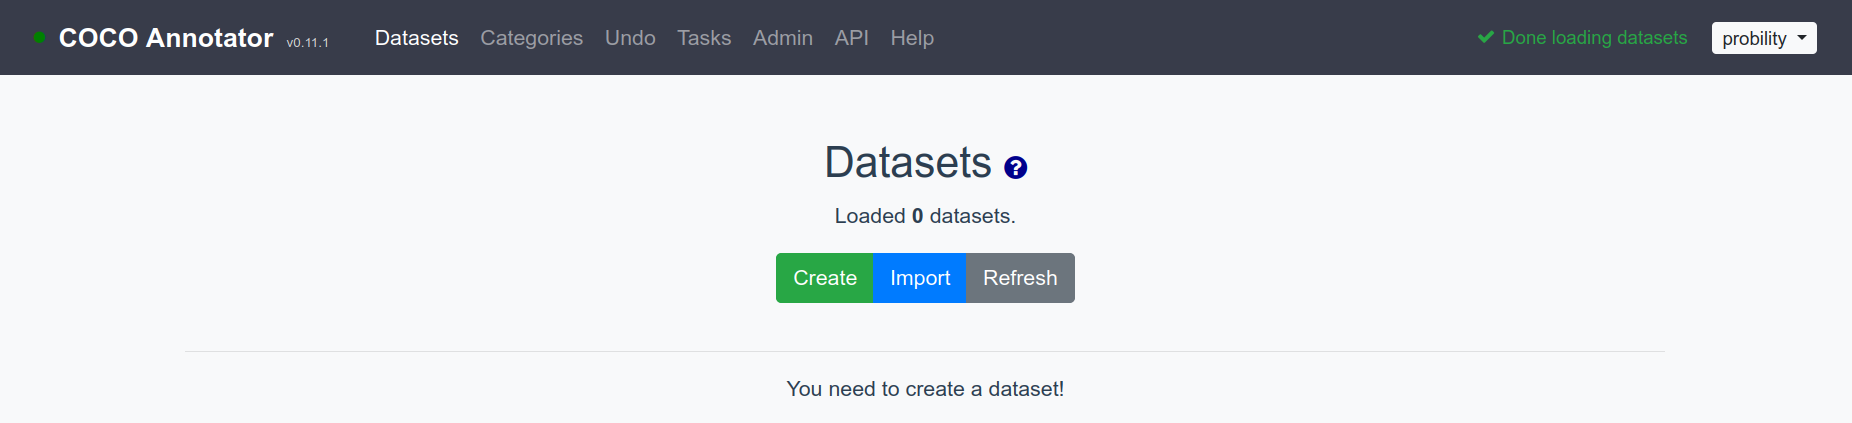 COCO Annotator v0.11.1 Datasets Categories Undo Tasks Admin API Help Done loading datasets probility
Datasets ?
Loaded 0 datasets.
Create Import Refresh
You need to create a dataset!